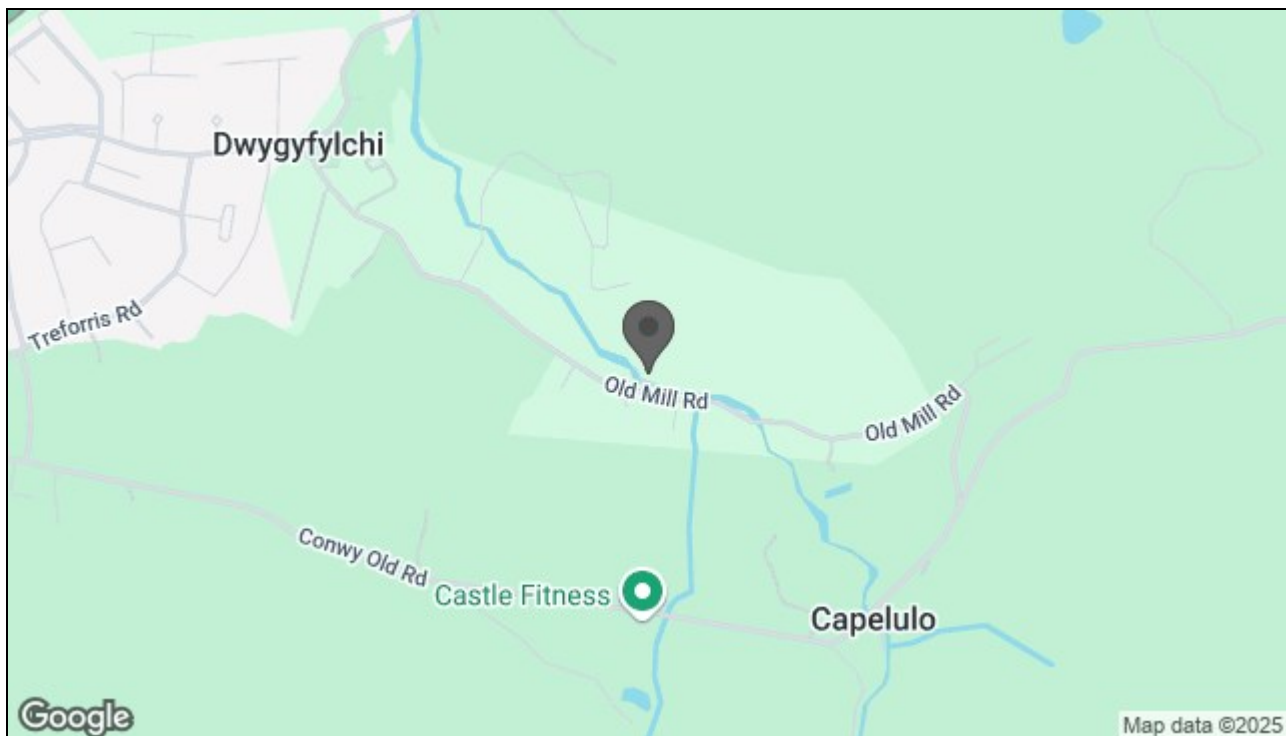 Dwygyfylchi
Treforris Rd
Old Mill Rd
Old Mill Rd
Conwy Old Rd
Castle Fitness
Capelulo
Google
Map data ©2025